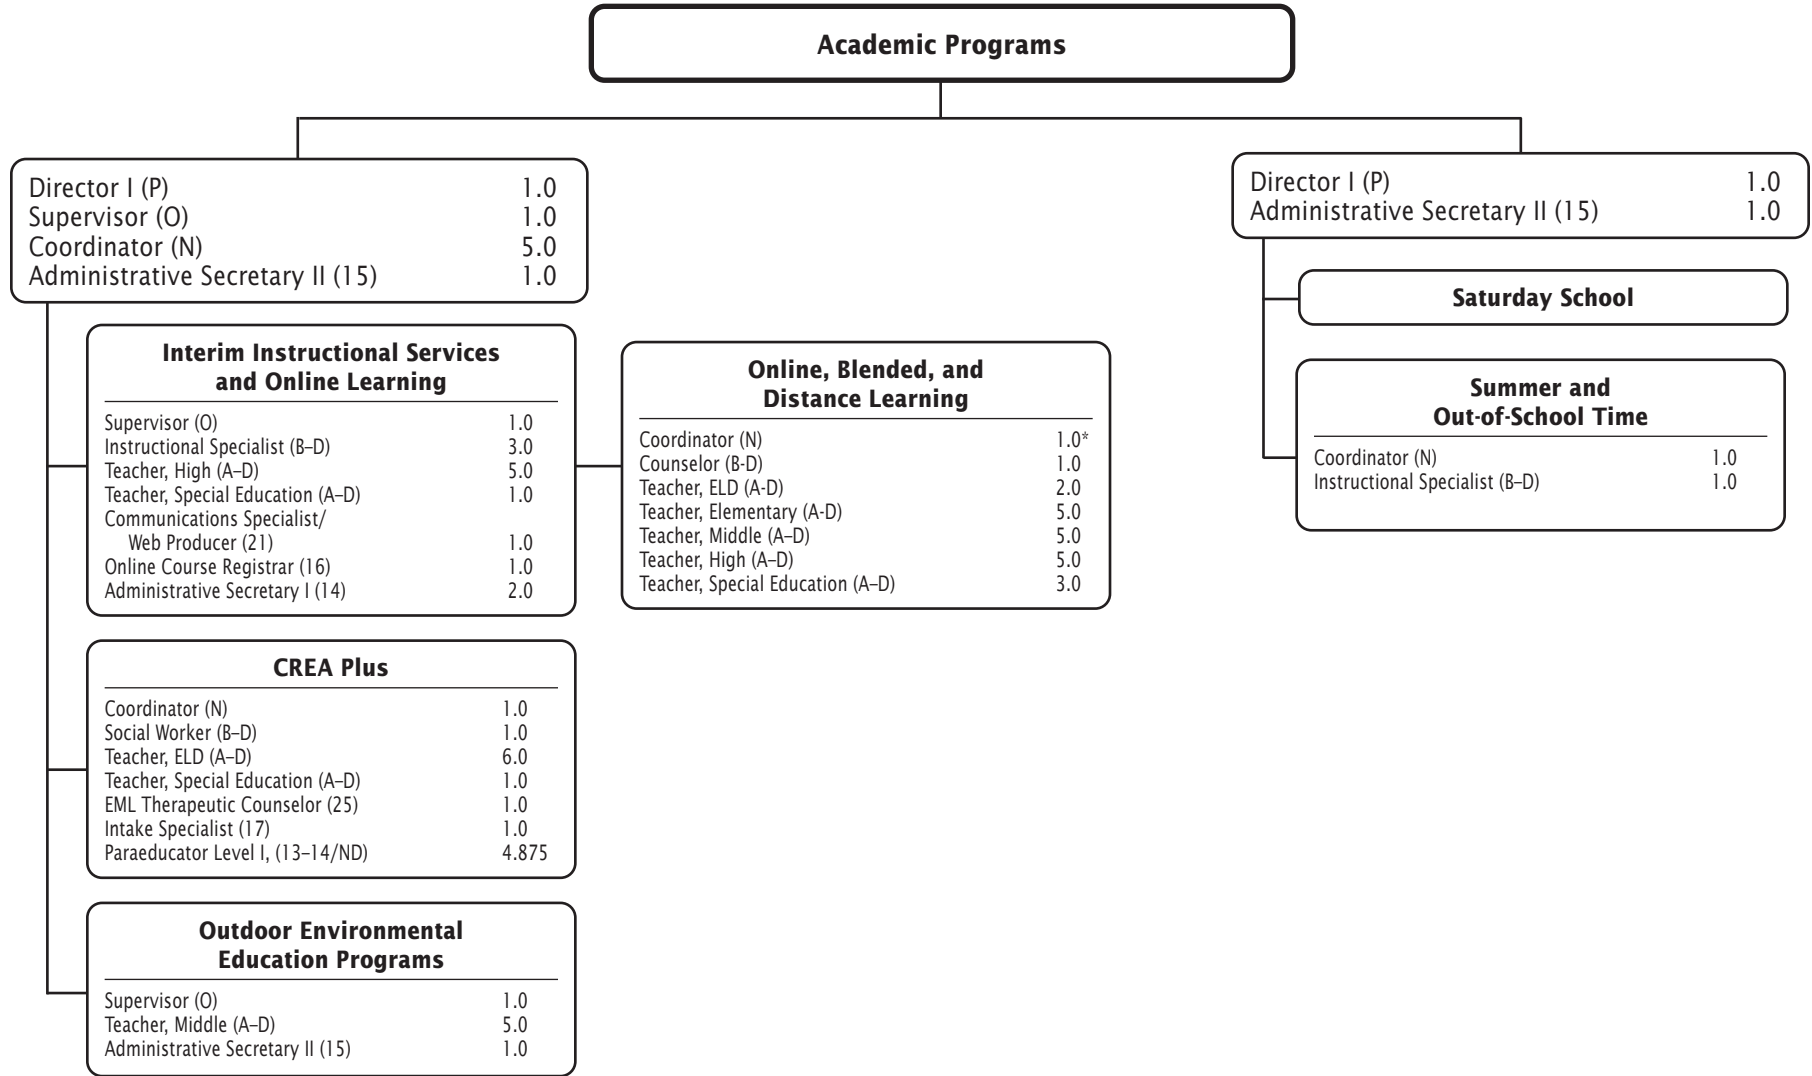 Academic Programs
Director I (P) 1.0
Supervisor (O) 1.0
Coordinator (N) 5.0
Administrative Secretary II (15) 1.0
Interim Instructional Services
and Online Learning
Supervisor (O) 1.0
Instructional Specialist (B–D) 3.0
Teacher, High (A–D) 5.0
Teacher, Special Education (A–D) 1.0
Communications Specialist/
Web Producer (21) 1.0
Online Course Registrar (16) 1.0
Administrative Secretary I (14) 2.0
Online, Blended, and
Distance Learning
Coordinator (N) 1.0*
Counselor (B-D) 1.0
Teacher, ELD (A-D) 2.0
Teacher, Elementary (A-D) 5.0
Teacher, Middle (A–D) 5.0
Teacher, High (A–D) 5.0
Teacher, Special Education (A–D) 3.0
CREA Plus
Coordinator (N) 1.0
Social Worker (B–D) 1.0
Teacher, ELD (A–D) 6.0
Teacher, Special Education (A–D) 1.0
EML Therapeutic Counselor (25) 1.0
Intake Specialist (17) 1.0
Paraeducator Level I, (13–14/ND) 4.875
Outdoor Environmental
Education Programs
Supervisor (O) 1.0
Teacher, Middle (A–D) 5.0
Administrative Secretary II (15) 1.0
Director I (P) 1.0
Administrative Secretary II (15) 1.0
Saturday School
Summer and
Out-of-School Time
Coordinator (N) 1.0
Instructional Specialist (B–D) 1.0